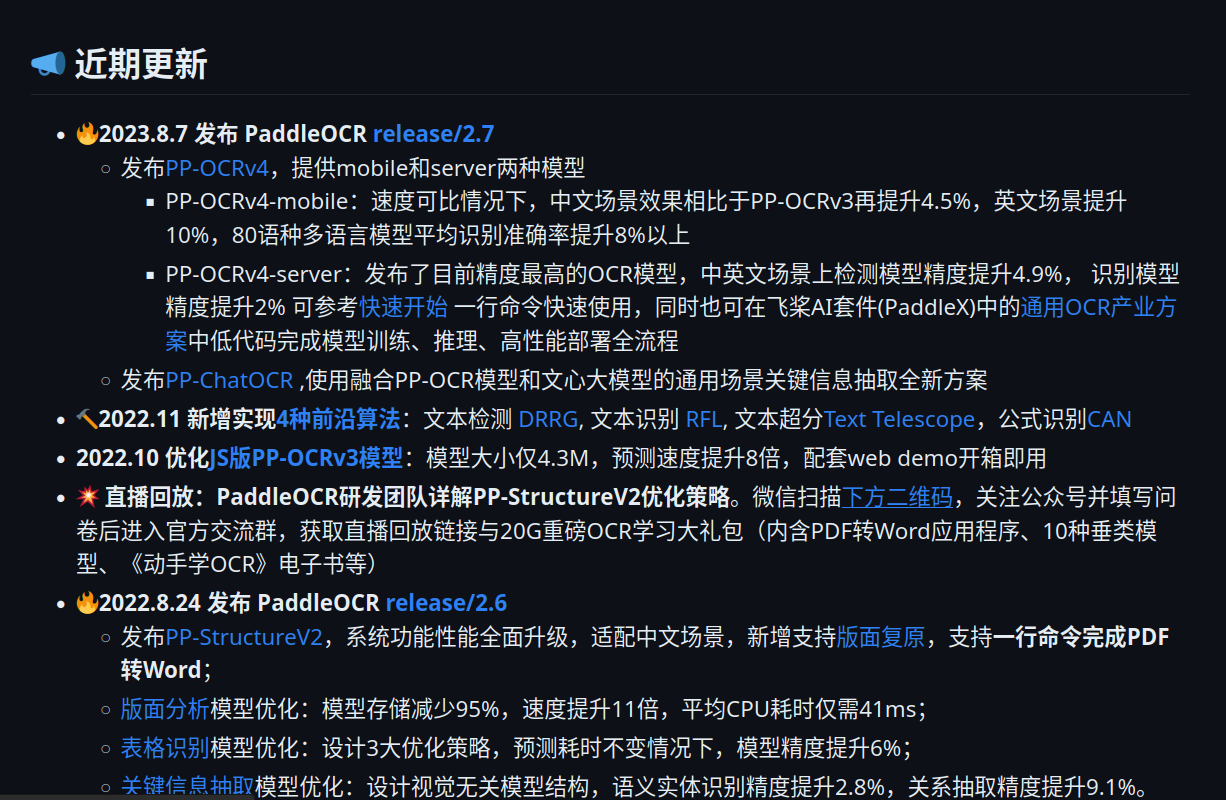 近期更新
2023.8.7 发布 PaddleOCR release/2.7
发布PP-OCRv4，提供mobile和server两种模型
PP-OCRv4-mobile：速度可比情况下，中文场景效果相比于PP-OCRv3再提升4.5%，英文场景提升
10%，80语种多语言模型平均识别准确率提升8%以上
PP-OCRv4-server：发布了目前精度最高的OCR模型，中英文场景上检测模型精度提升4.9%， 识别模型
精度提升2% 可参考快速开始 一行命令快速使用，同时也可在飞桨AI套件(PaddleX)中的通用OCR产业方
案中低代码完成模型训练、推理、高性能部署全流程
发布PP-ChatOCR ,使用融合PP-OCR模型和文心大模型的通用场景关键信息抽取全新方案
2022.11 新增实现4种前沿算法：文本检测 DRRG, 文本识别 RFL, 文本超分Text Telescope，公式识别CAN
2022.10 优化JS版PP-OCRv3模型：模型大小仅4.3M，预测速度提升8倍，配套web demo开箱即用
直播回放：PaddleOCR研发团队详解PP-StructureV2优化策略。微信扫描下方二维码，关注公众号并填写问
卷后进入官方交流群，获取直播回放链接与20G重磅OCR学习大礼包（内含PDF转Word应用程序、10种垂类模
型、《动手学OCR》电子书等）
2022.8.24 发布 PaddleOCR release/2.6
发布PP-StructureV2，系统功能性能全面升级，适配中文场景，新增支持版面复原，支持一行命令完成PDF
转Word；
版面分析模型优化：模型存储减少95%，速度提升11倍，平均CPU耗时仅需41ms；
表格识别模型优化：设计3大优化策略，预测耗时不变情况下，模型精度提升6%；
关键信息抽取模型优化：设计视觉无关模型结构，语义实体识别精度提升2.8%，关系抽取精度提升9.1%。